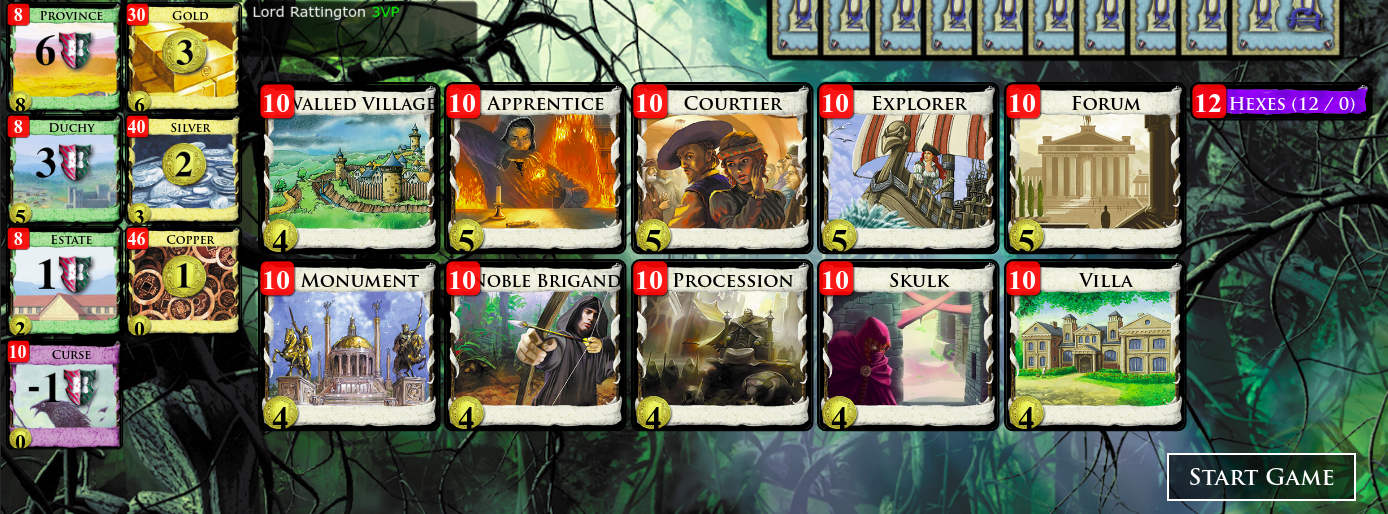 Lord Rattington 3VP
8 PROVINCE
6
8
30 GOLD
3
6
8 DUCHY
3
5
40 SILVER
2
3
8 ESTATE
1
2
46 COPPER
1
0
10 CURSE
-1
0
10 WALLED VILLAGE
4
10 APPRENTICE
5
10 COURTIER
5
10 EXPLORER
5
10 FORUM
5
12 HEXES (12 / 0)
10 MONUMENT
4
10 NOBLE BRIGAND
4
10 PROCESSION
4
10 SKULK
4
10 VILLA
4
START GAME